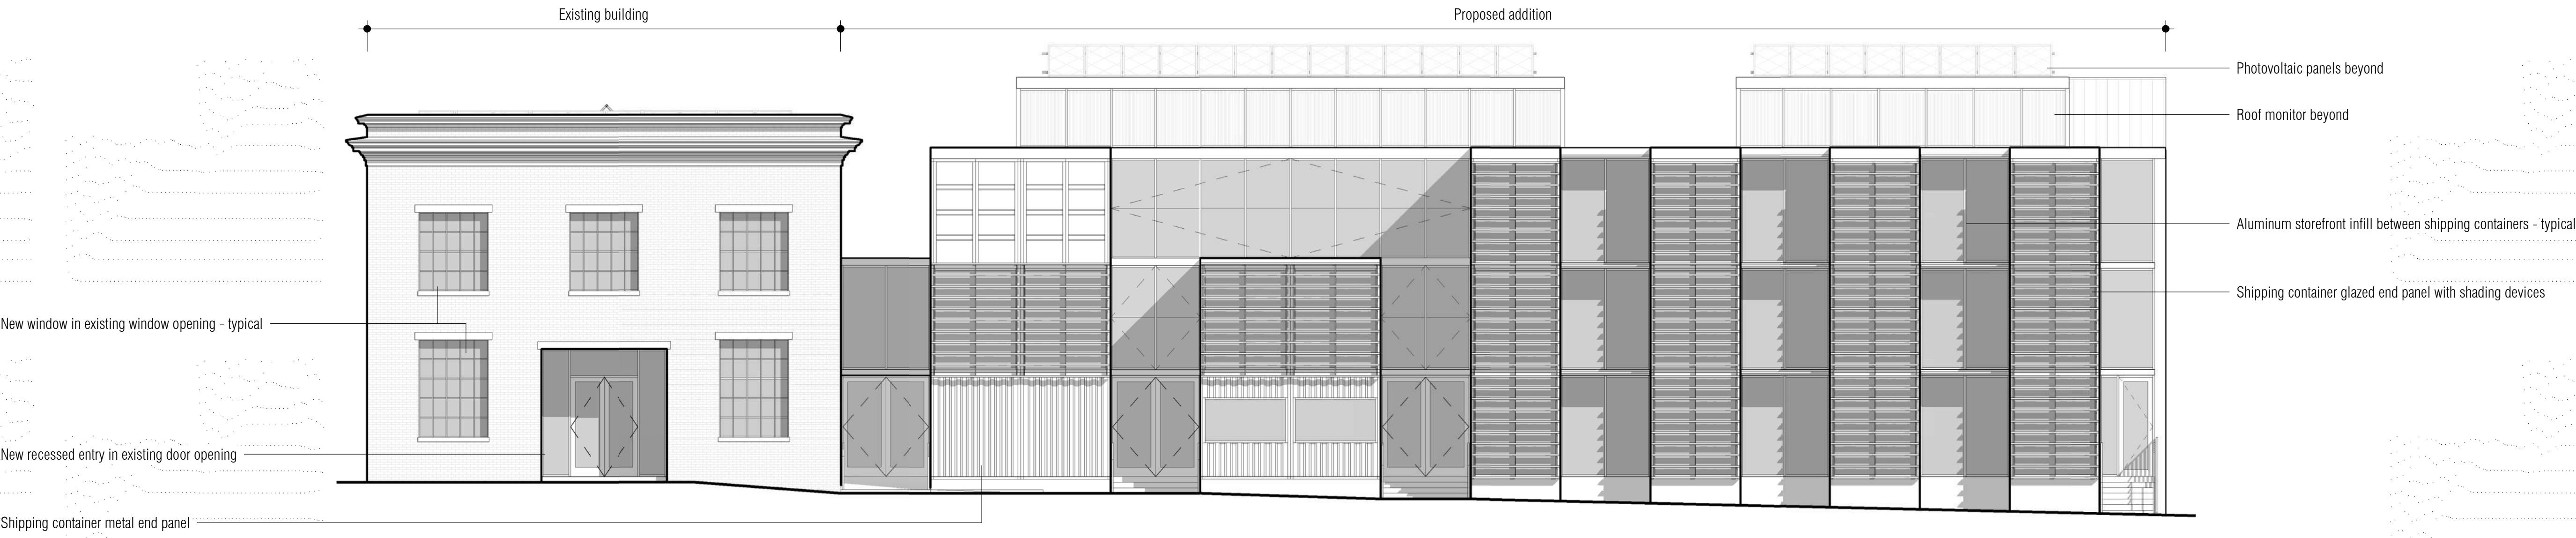 Existing building
Proposed addition
Photovoltaic panels beyond
Roof monitor beyond
Aluminum storefront infill between shipping containers - typical
Shipping container glazed end panel with shading devices
New window in existing window opening - typical
New recessed entry in existing door opening
Shipping container metal end panel